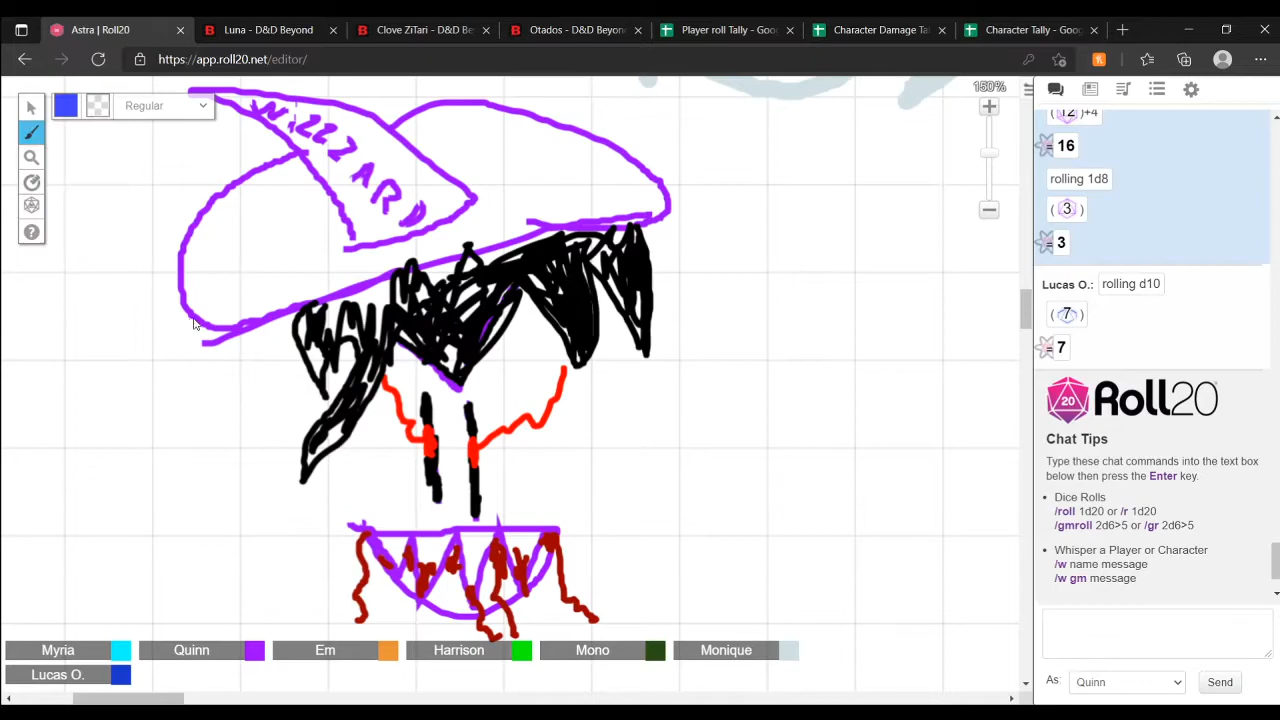 Astra | Roll20
Luna - D&D Beyond
Clove ZiTari - D&D Be
Otados - D&D Beyon
Player roll Tally - Goo
Character Damage Ta
Character Tally - Goog
https://app.roll20.net/editor/
Regular
150%
WIZZARD
(12)+4
= 16
rolling 1d8
(3)
= 3
Lucas O.: rolling d10
(7)
= 7
20 Roll20
Chat Tips
Type these chat commands into the text box
below then press the Enter key.
• Dice Rolls
/roll 1d20 or /r 1d20
/gmroll 2d6>5 or /gr 2d6>5
• Whisper a Player or Character
/w name message
/w gm message
Myria
Quinn
Em
Harrison
Mono
Monique
Lucas O.
As: Quinn
Send